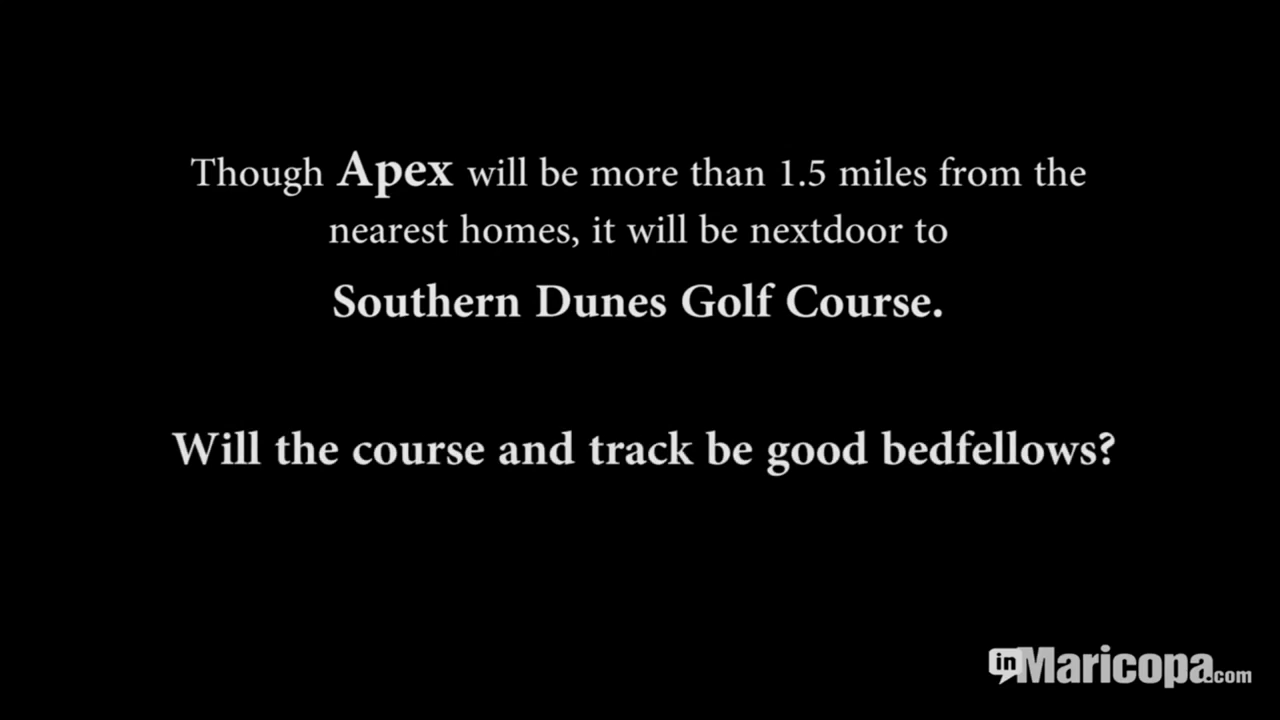 Though Apex will be more than 1.5 miles from the
nearest homes, it will be nextdoor to
Southern Dunes Golf Course.
Will the course and track be good bedfellows?
inMaricopa.com